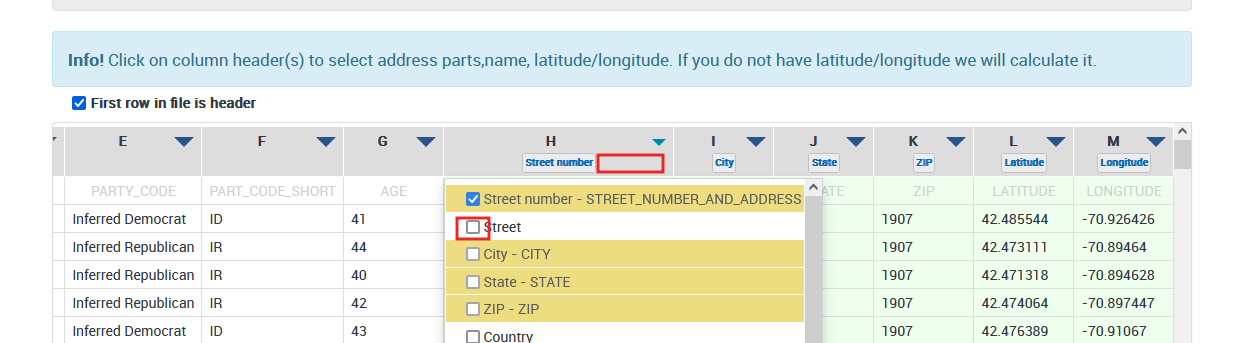 Info! Click on column header(s) to select address parts,name, latitude/longitude. If you do not have latitude/longitude we will calculate it.
First row in file is header
E F G H I J K L M
Street number City State ZIP Latitude Longitude
PARTY_CODE PART_CODE_SHORT AGE ATE ZIP LATITUDE LONGITUDE
Street number - STREET_NUMBER_AND_ADDRESS
Inferred Democrat ID 41 1907 42.485544 -70.926426
Street
Inferred Republican IR 44 1907 42.473111 -70.89464
City - CITY
Inferred Republican IR 40 1907 42.471318 -70.894628
State - STATE
Inferred Republican IR 42 1907 42.474064 -70.897447
ZIP - ZIP
Inferred Democrat ID 43 1907 42.476389 -70.91067
Country